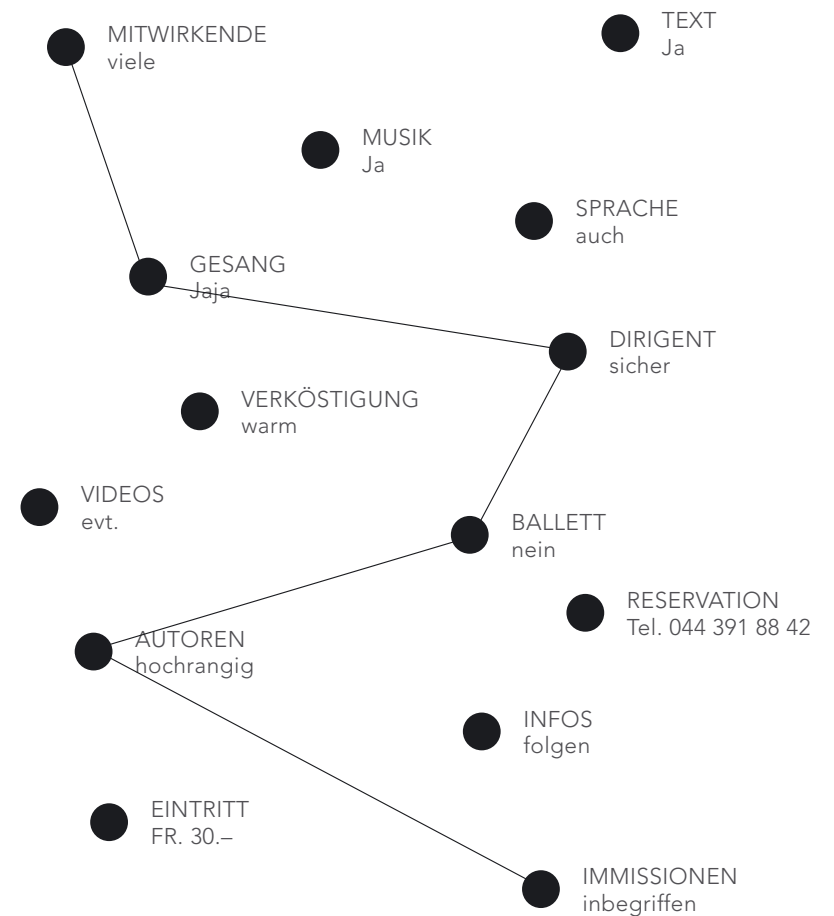 MITWIRKENDE
viele
TEXT
Ja
MUSIK
Ja
SPRACHE
auch
GESANG
Jaja
DIRIGENT
sicher
VERKÖSTIGUNG
warm
VIDEOS
evt.
BALLETT
nein
RESERVATION
Tel. 044 391 88 42
AUTOREN
hochrangig
INFOS
folgen
EINTRITT
FR. 30.–
IMMISSIONEN
inbegriffen